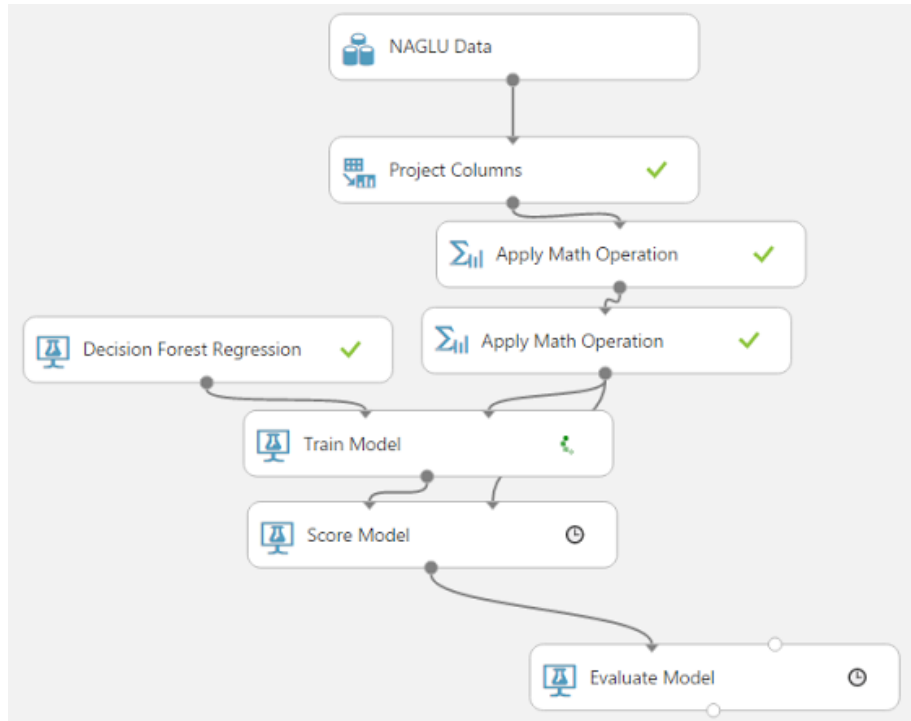 NAGLU Data
Project Columns
Apply Math Operation
Apply Math Operation
Decision Forest Regression
Train Model
Score Model
Evaluate Model